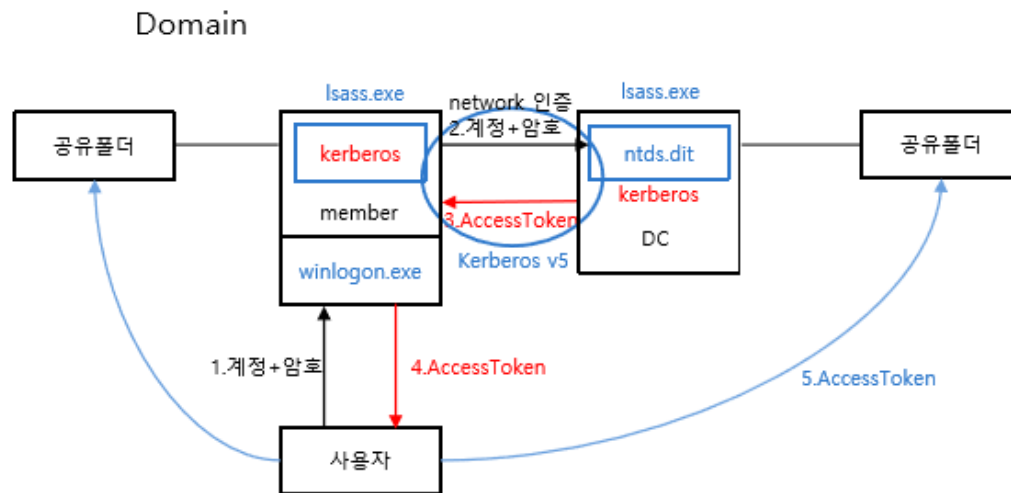 Domain
lsass.exe
lsass.exe
network 인증
2.계정+암호
공유폴더
kerberos
ntds.dit
공유폴더
kerberos
member
3.AccessToken
DC
winlogon.exe
Kerberos v5
1.계정+암호
4.AccessToken
5.AccessToken
사용자